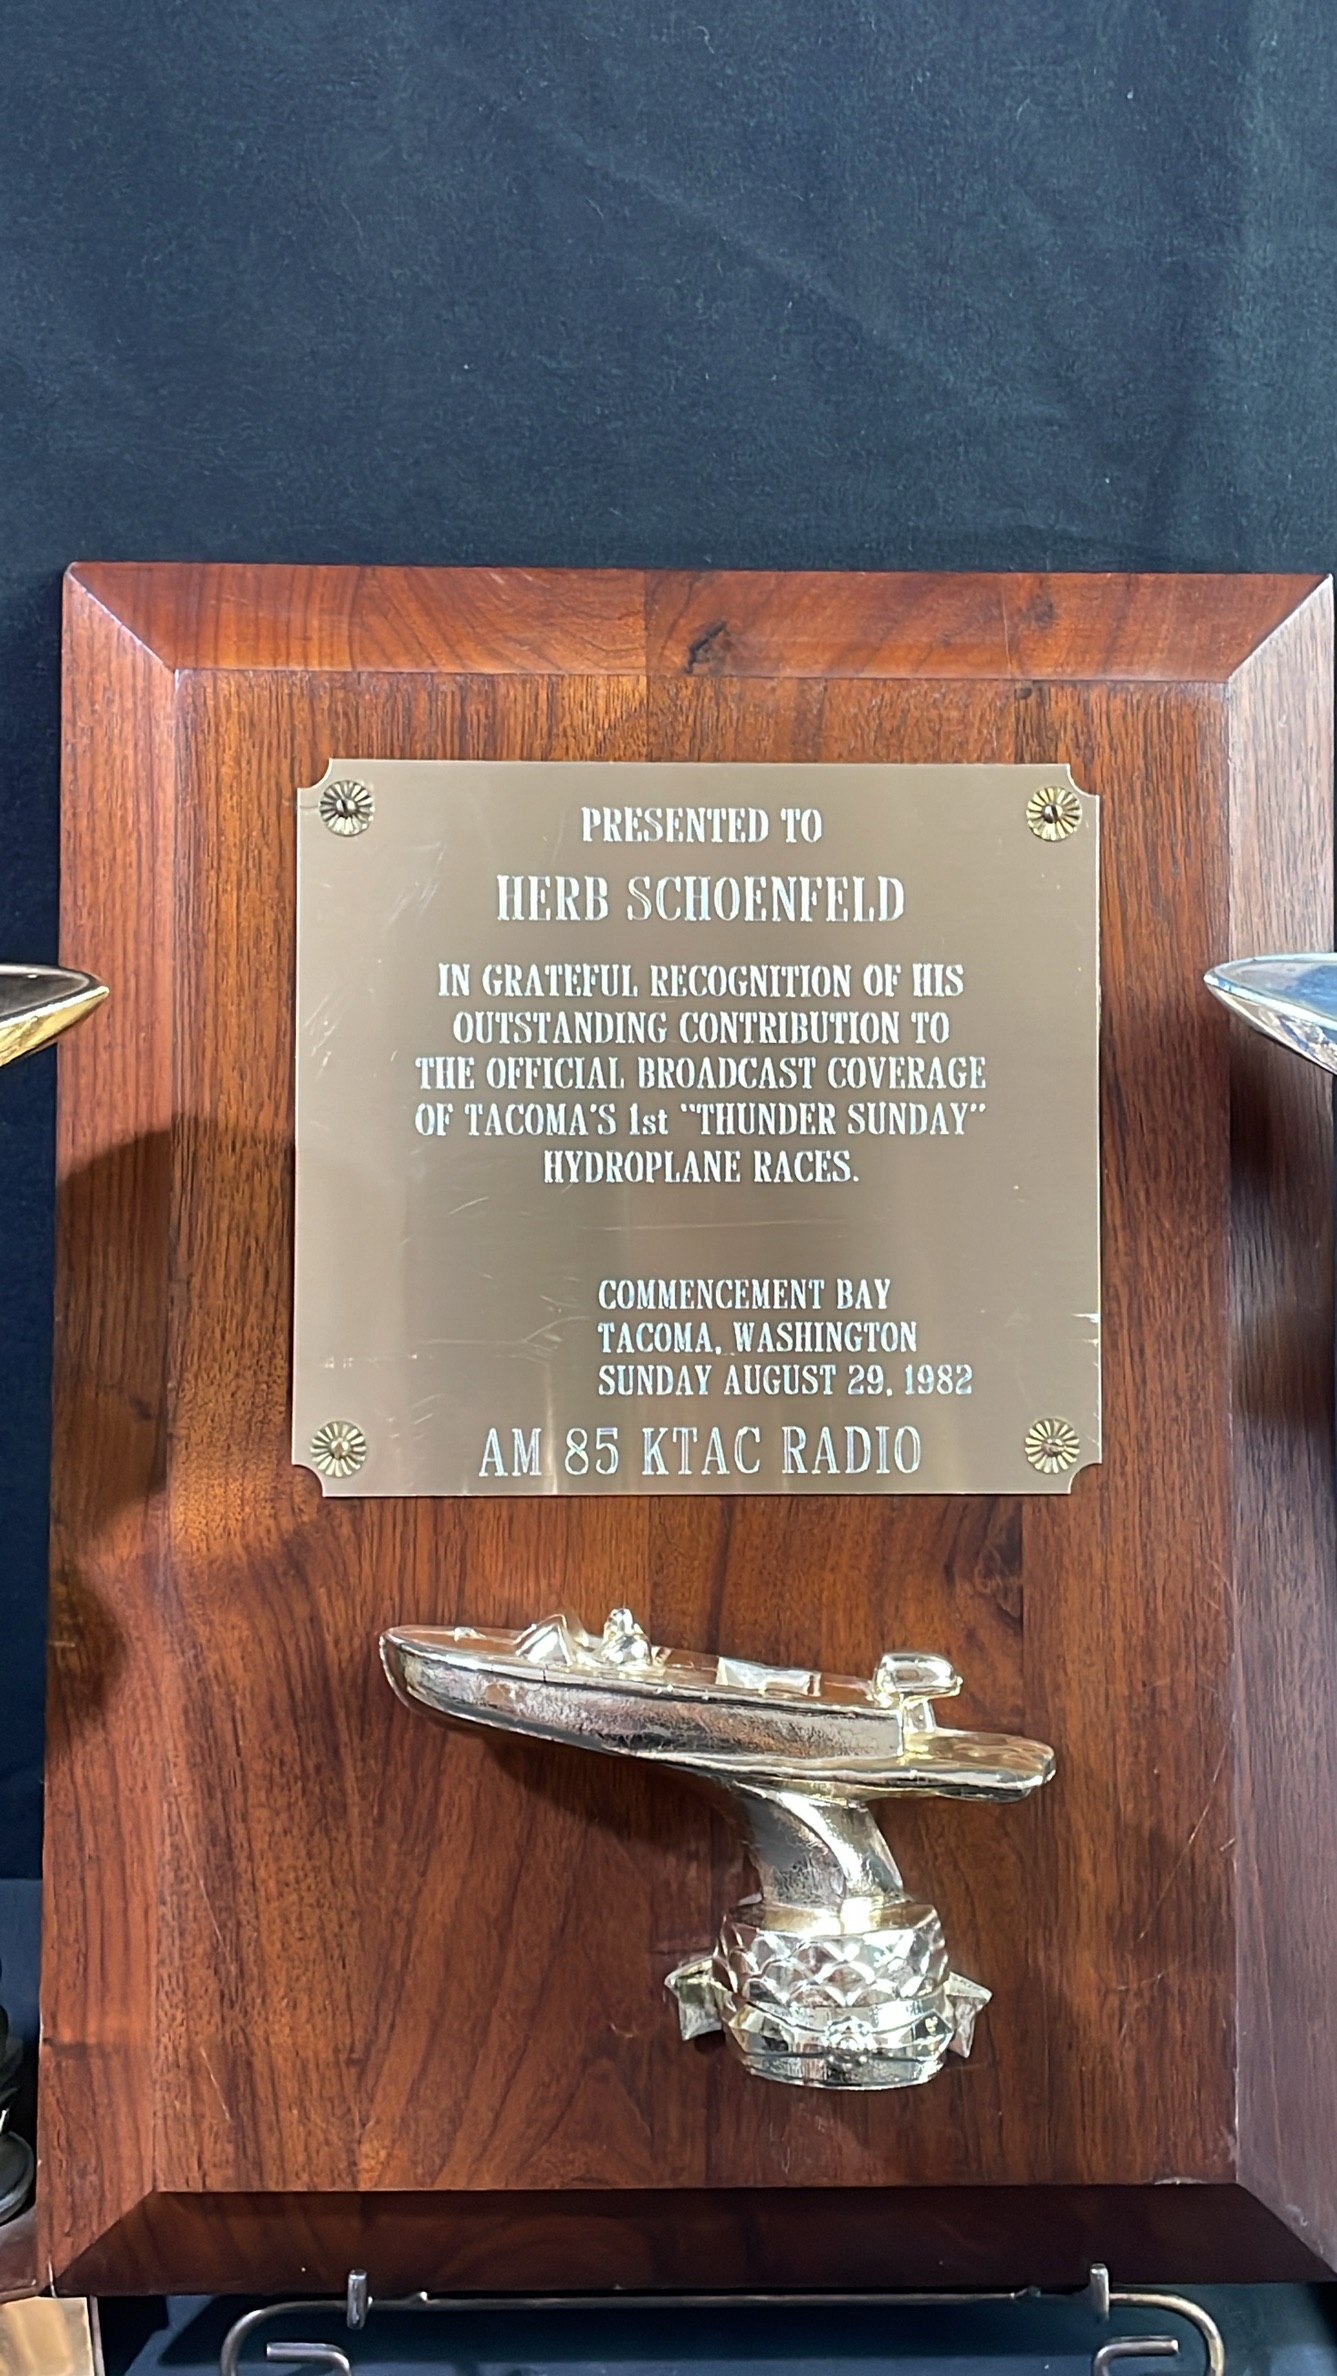 PRESENTED TO
HERB SCHOENFELD
IN GRATEFUL RECOGNITION OF HIS
OUTSTANDING CONTRIBUTION TO
THE OFFICIAL BROADCAST COVERAGE
OF TACOMA'S 1st "THUNDER SUNDAY"
HYDROPLANE RACES.
COMMENCEMENT BAY
TACOMA, WASHINGTON
SUNDAY AUGUST 29, 1982
AM 85 KTAC RADIO